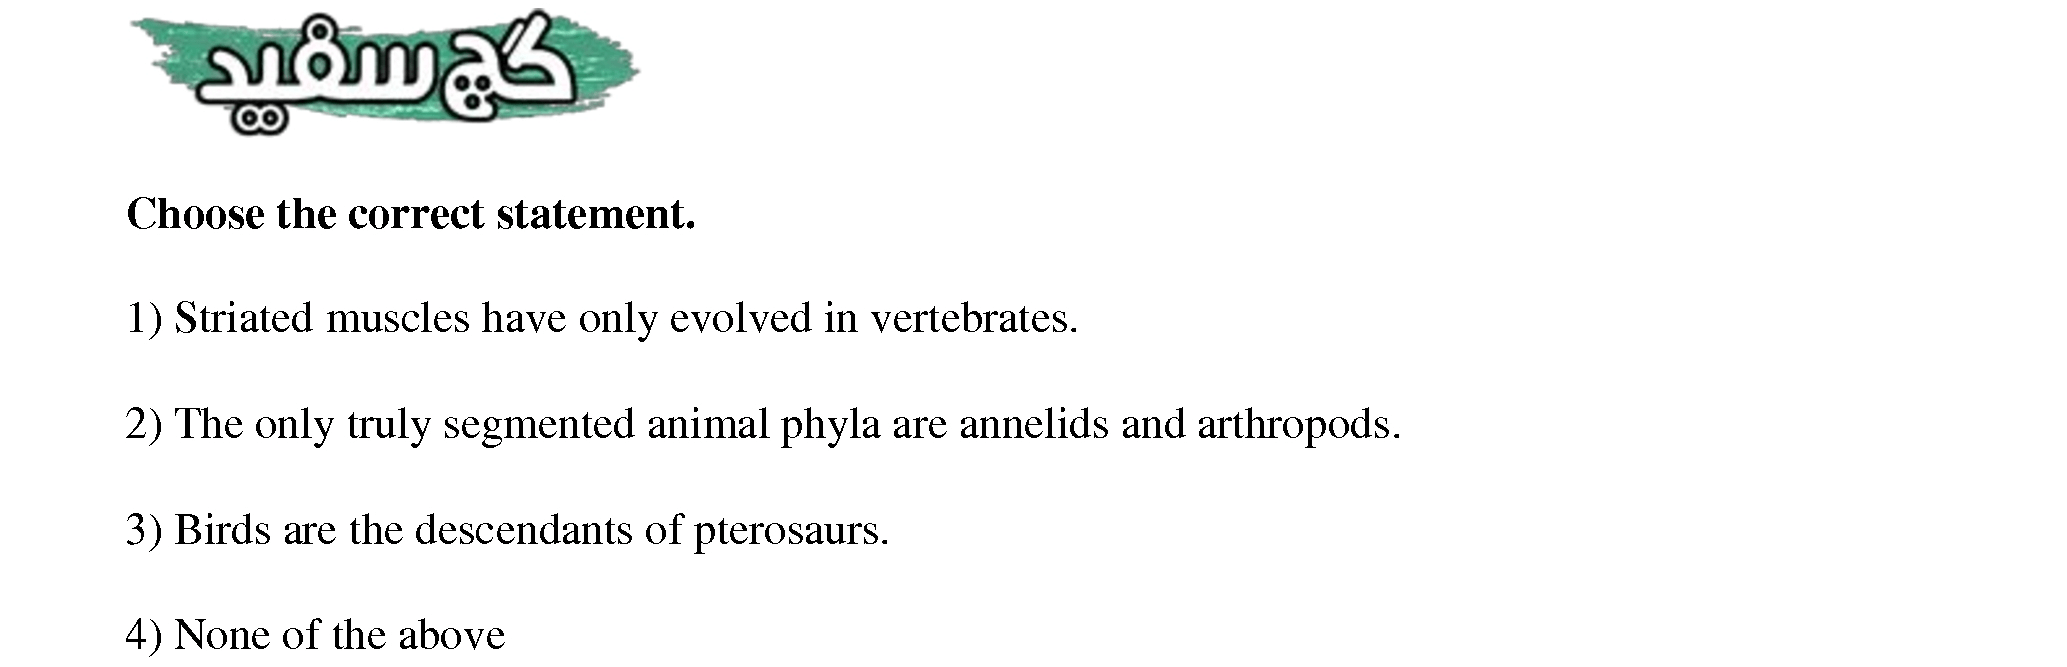 گچ سفید
Choose the correct statement.
1) Striated muscles have only evolved in vertebrates.
2) The only truly segmented animal phyla are annelids and arthropods.
3) Birds are the descendants of pterosaurs.
4) None of the above